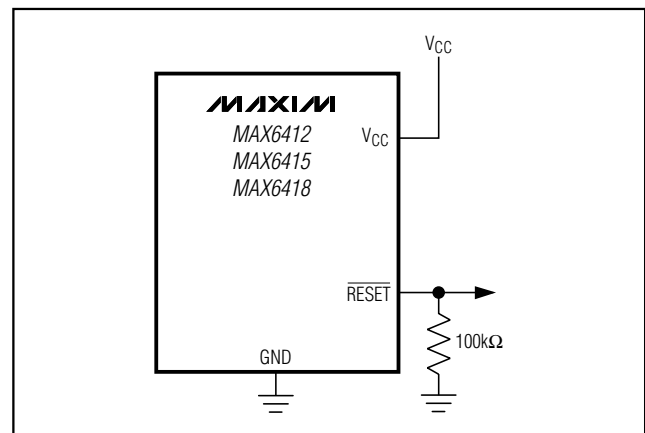 VCC
MAXIM
MAX6412
VCC
MAX6415
MAX6418
RESET
100kΩ
GND